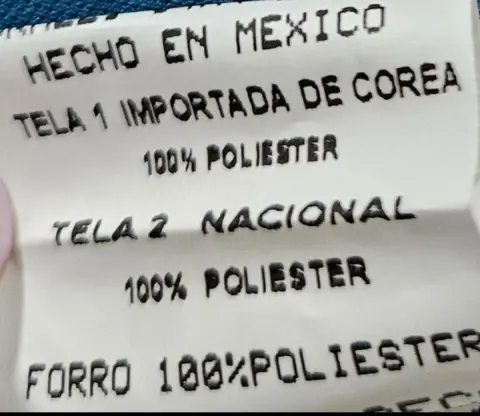 HECHO EN MEXICO
TELA 1 IMPORTADA DE COREA
100% POLIESTER
TELA 2 NACIONAL
100% POLIESTER
FORRO 100%POLIESTER